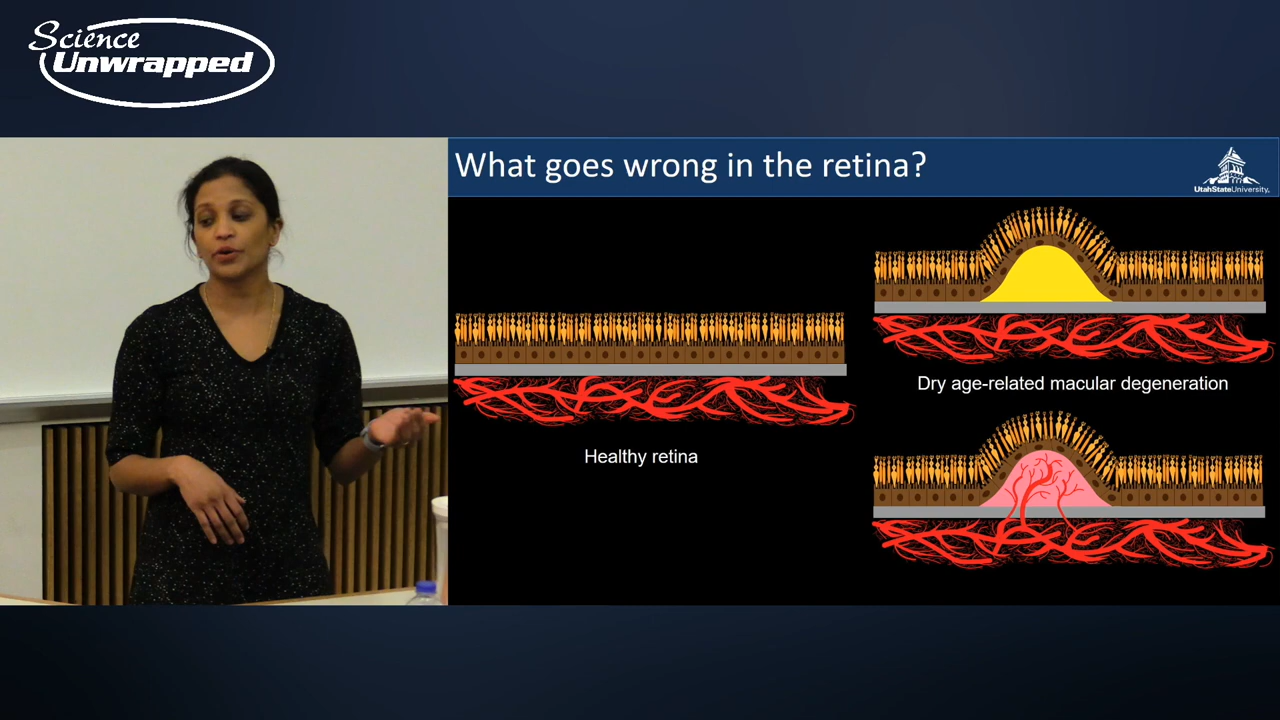 Science
Unwrapped
What goes wrong in the retina?
UtahStateUniversity.
Healthy retina
Dry age-related macular degeneration